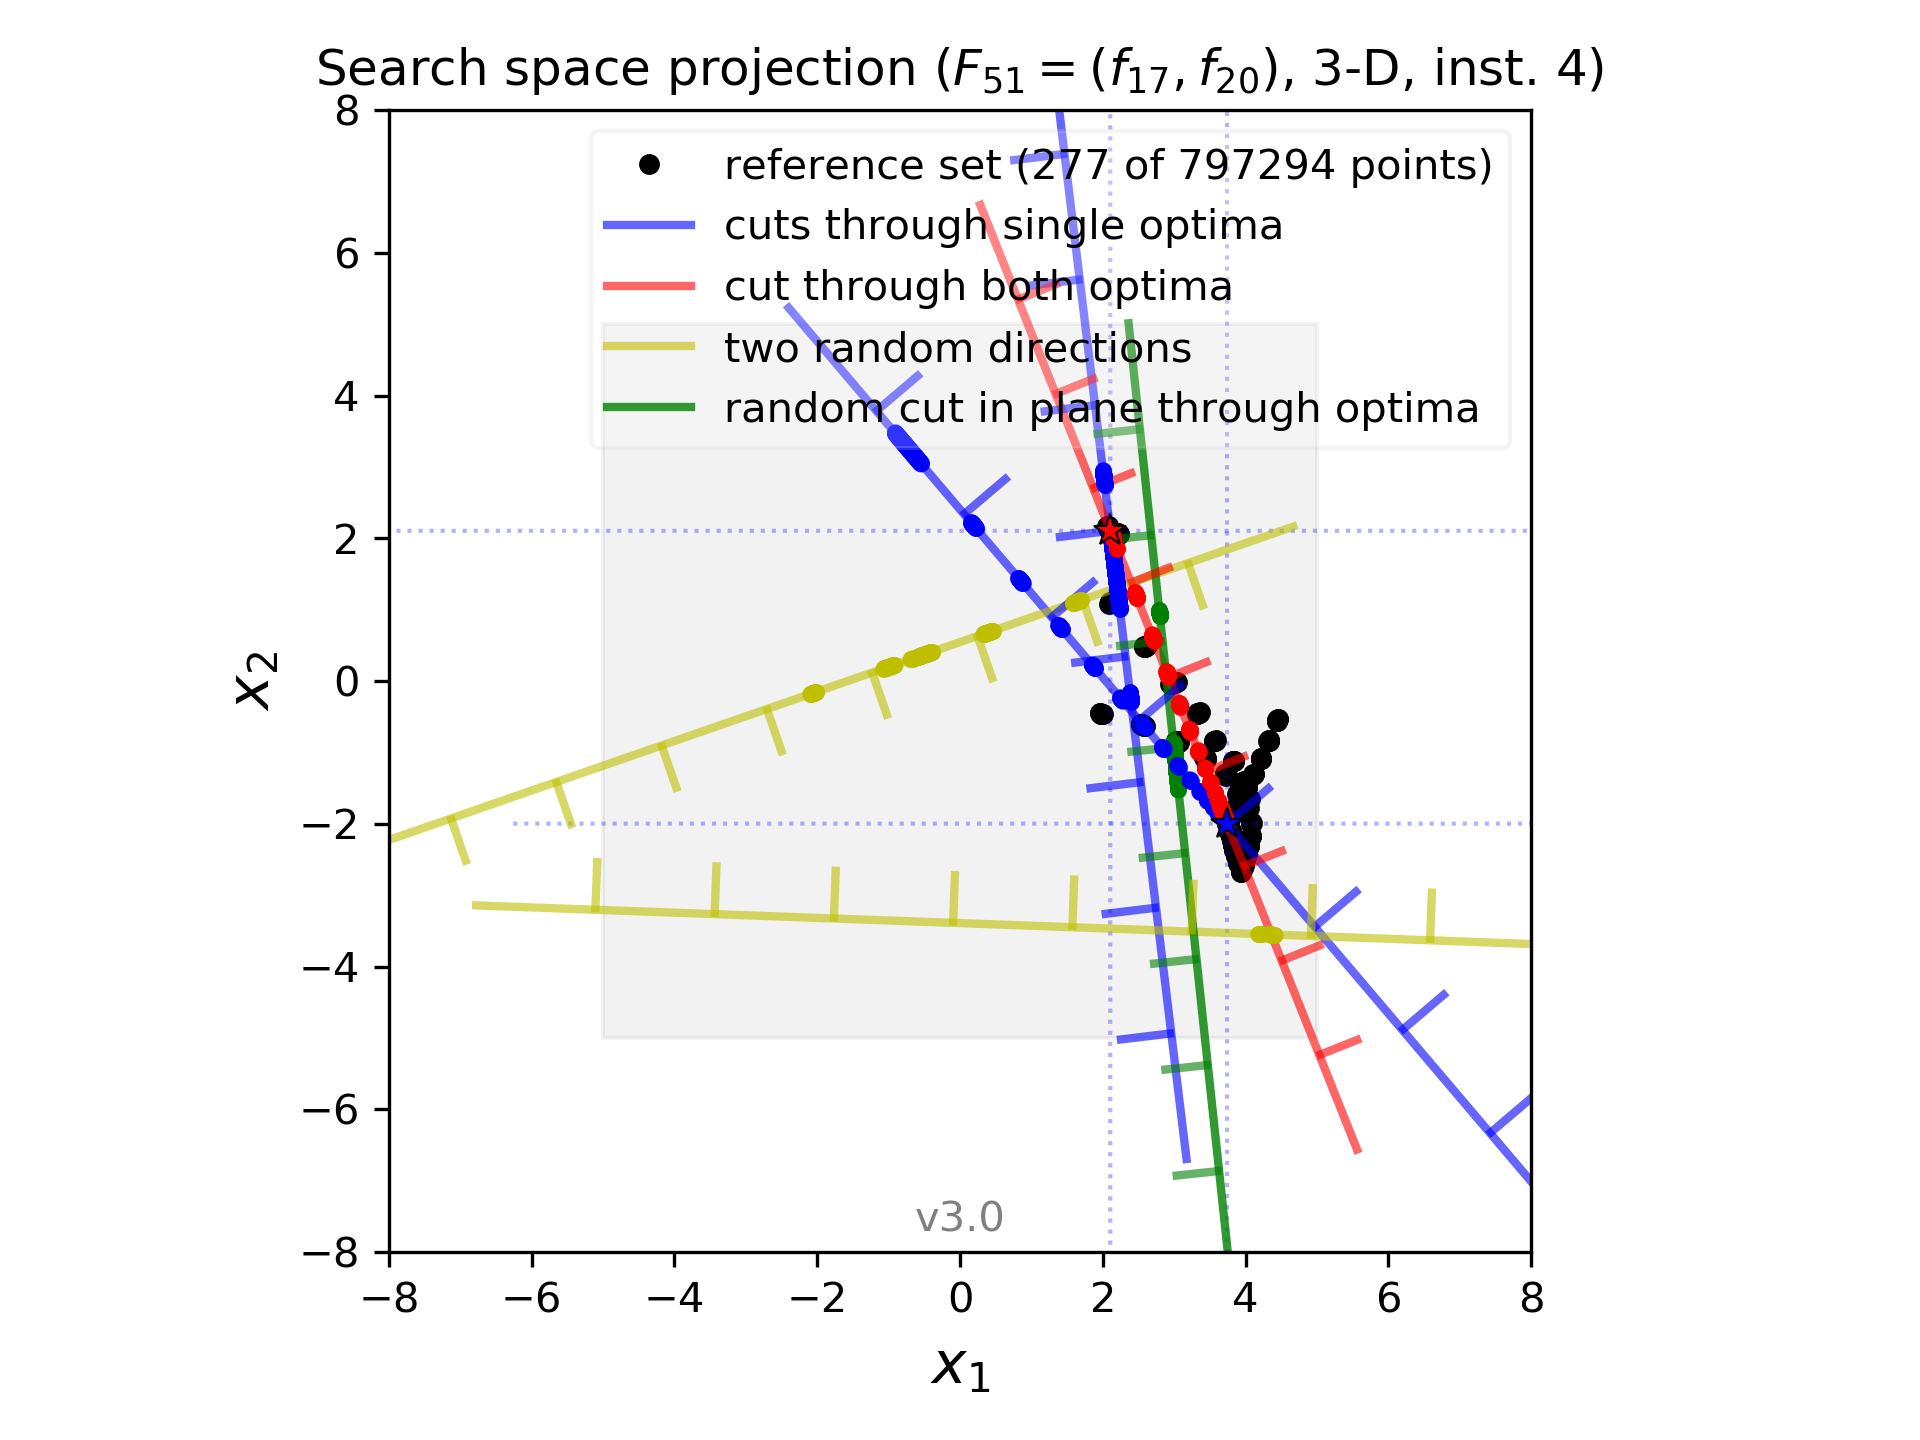 Search space projection (F₅₁ = (f₁₇, f₂₀), 3-D, inst. 4)
reference set (277 of 797294 points)
cuts through single optima
cut through both optima
two random directions
random cut in plane through optima
8
6
4
2
0
−2
−4
−6
−8
x₂
v3.0
−8 −6 −4 −2 0 2 4 6 8
x₁